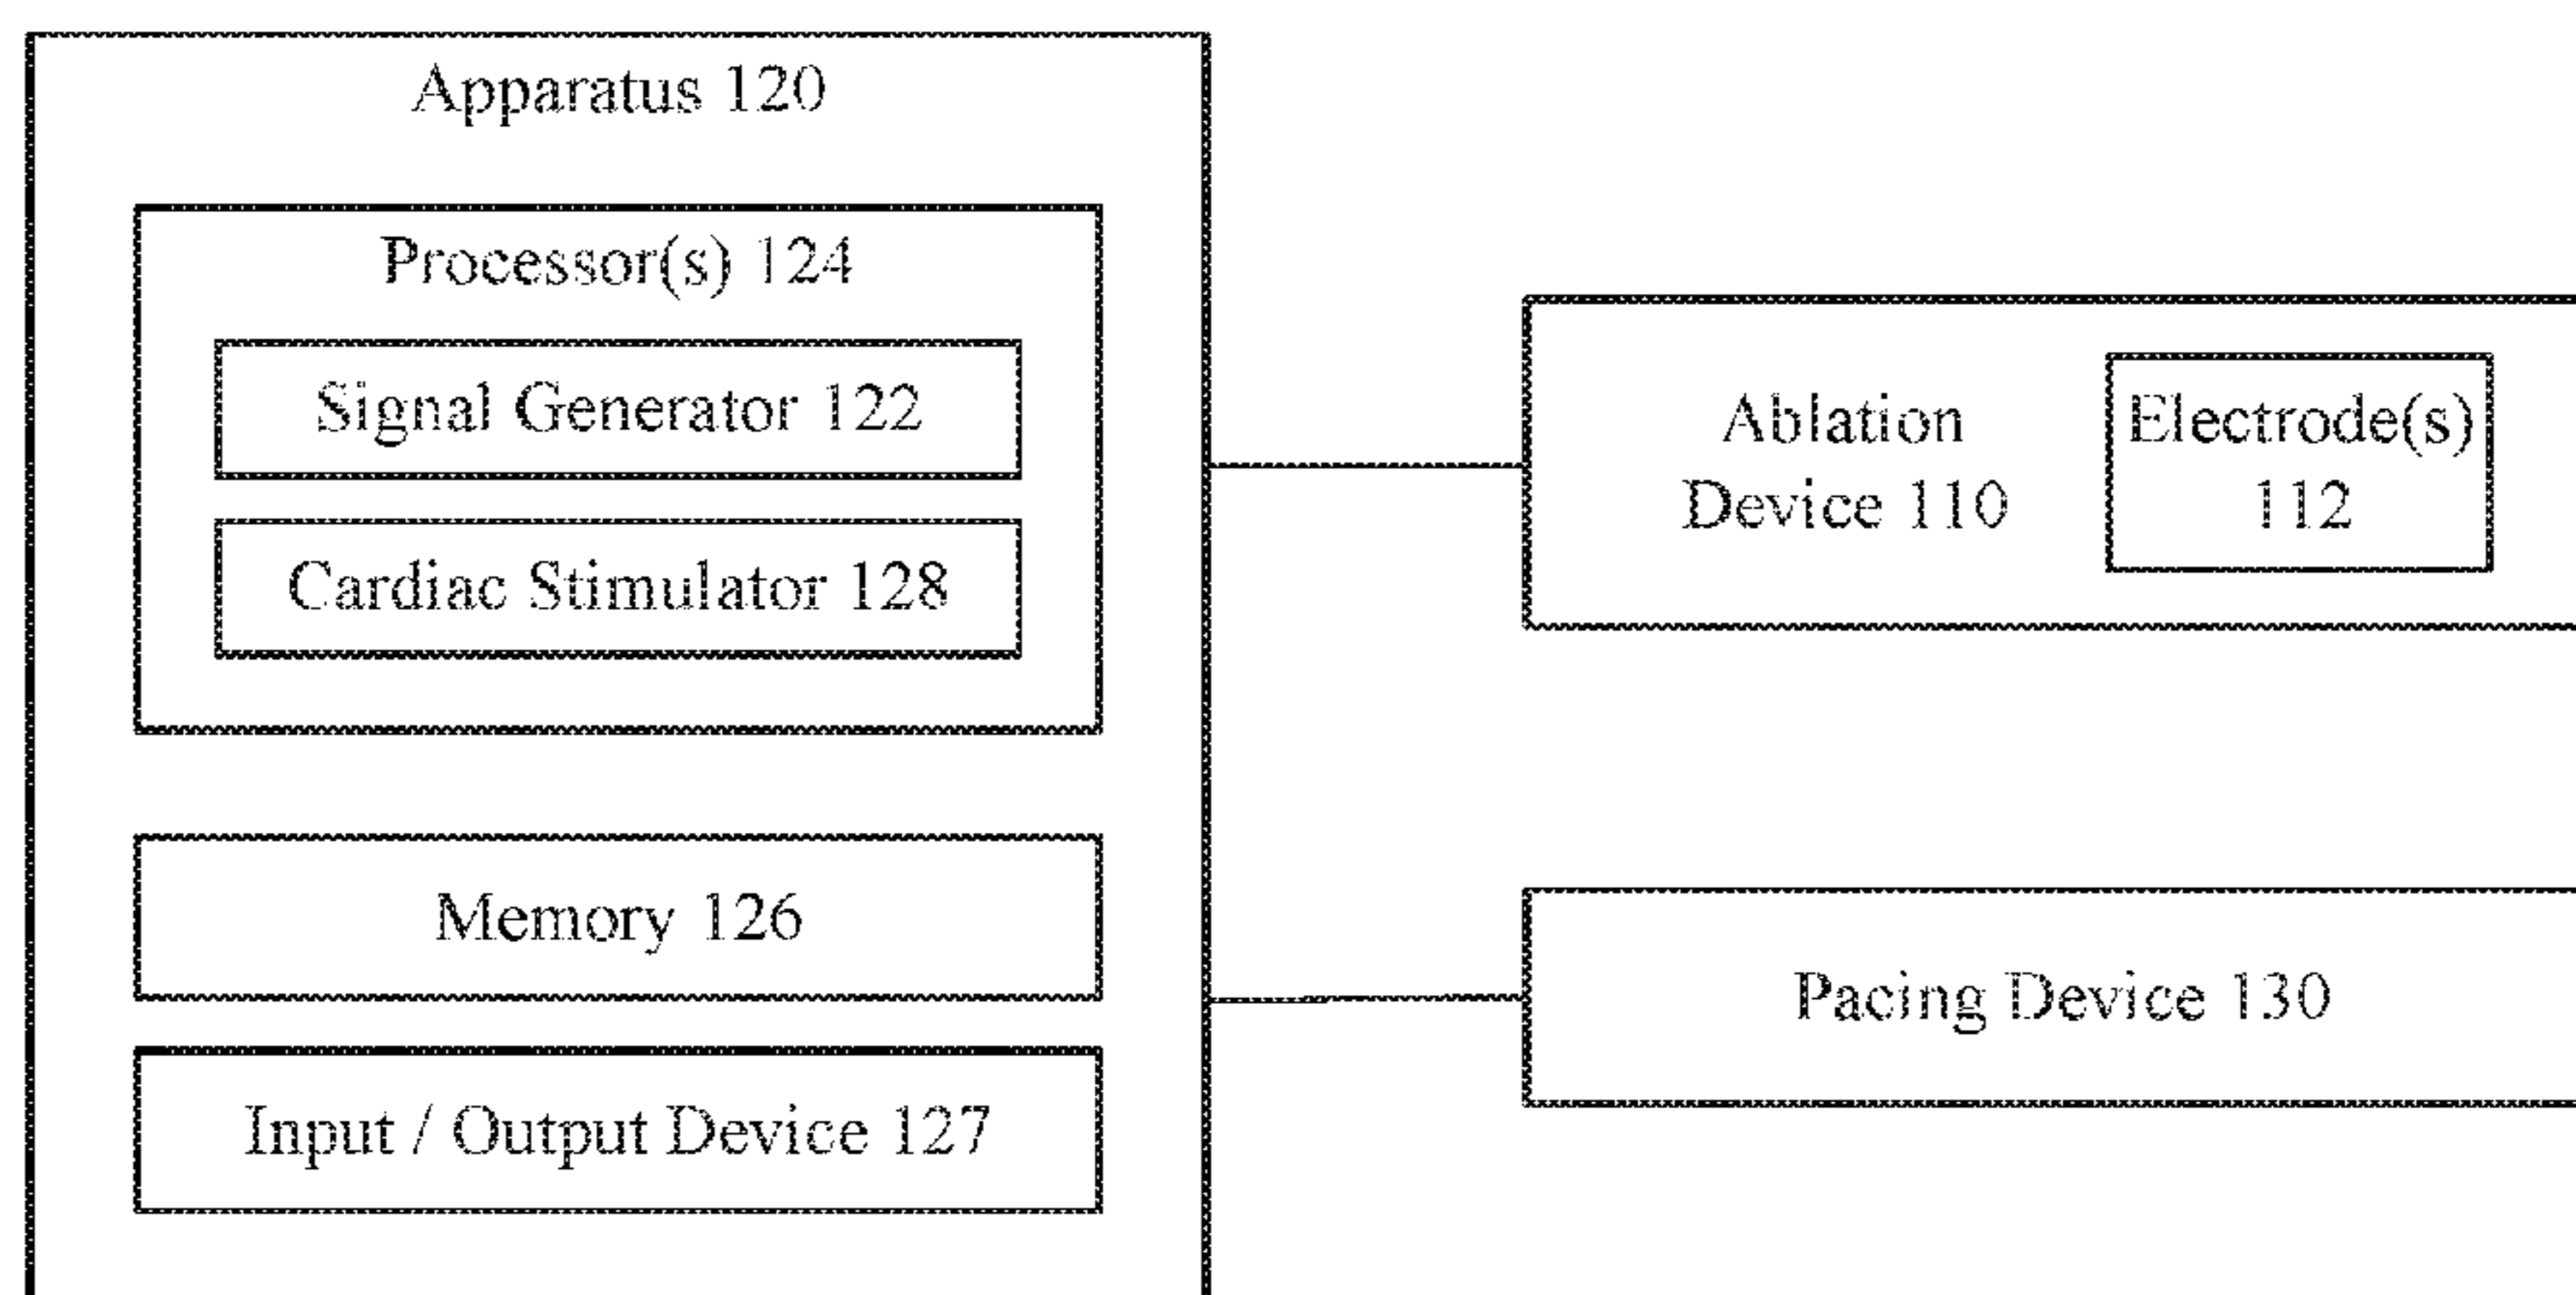 Apparatus 120
Processor(s) 124
Signal Generator 122
Cardiac Stimulator 128
Memory 126
Input / Output Device 127
Ablation
Device 110
Electrode(s)
112
Pacing Device 130